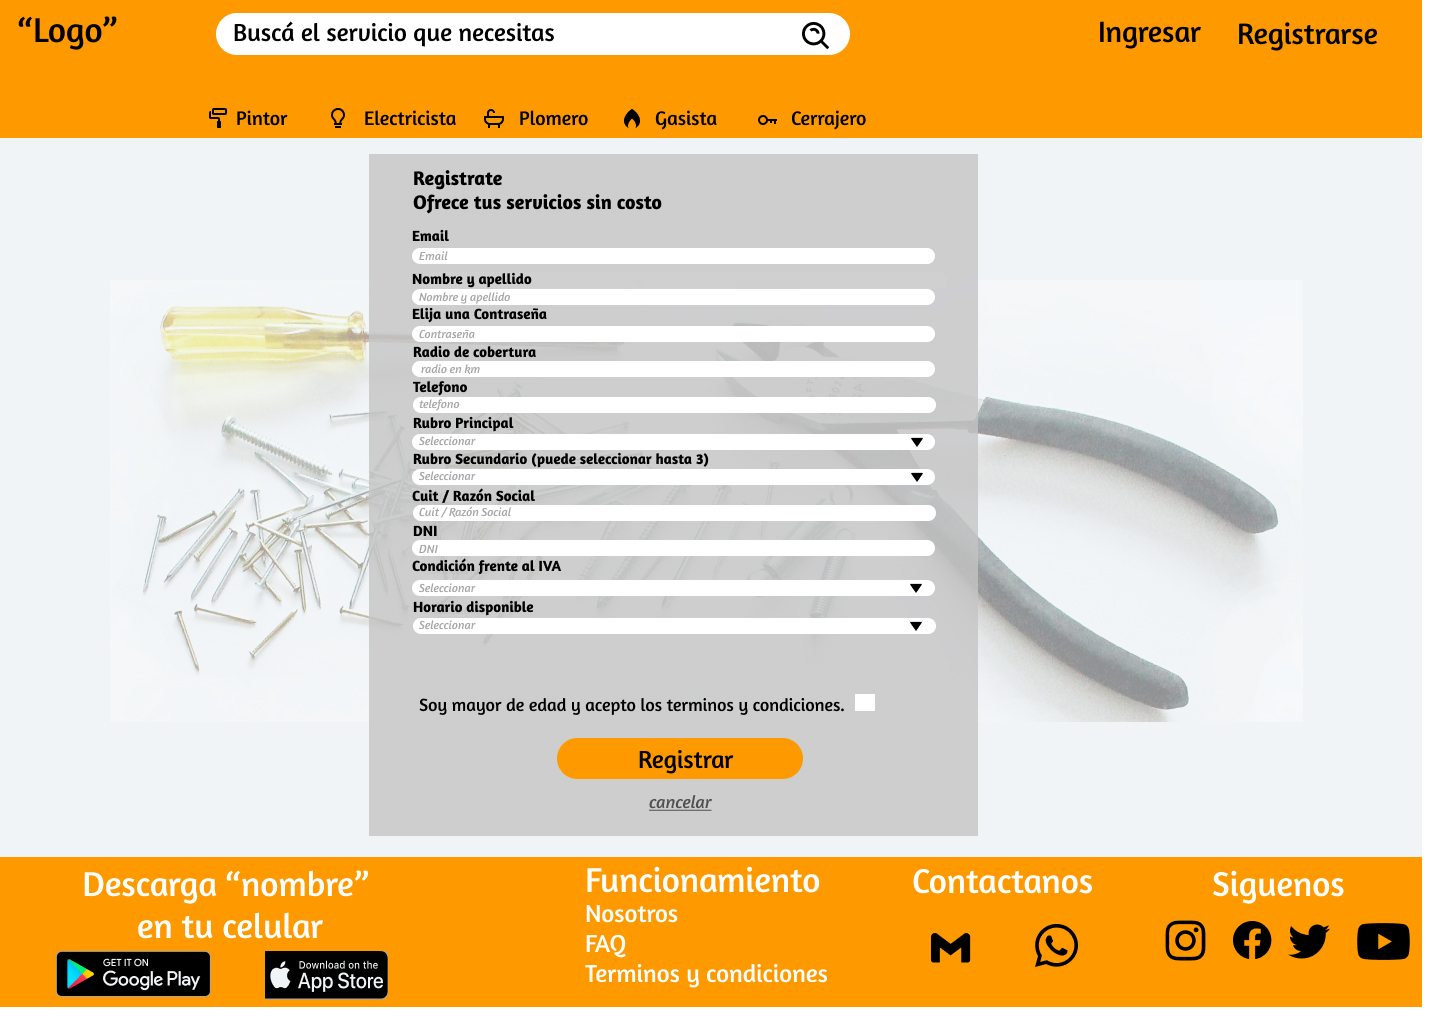 “Logo”
Buscá el servicio que necesitas
Ingresar
Registrarse
Pintor
Electricista
Plomero
Gasista
Cerrajero
Registrate
Ofrece tus servicios sin costo
Email
Email
Nombre y apellido
Nombre y apellido
Elija una Contraseña
Contraseña
Radio de cobertura
radio en km
Telefono
telefono
Rubro Principal
Seleccionar
Rubro Secundario (puede seleccionar hasta 3)
Seleccionar
Cuit / Razón Social
Cuit / Razón Social
DNI
DNI
Condición frente al IVA
Seleccionar
Horario disponible
Seleccionar
Soy mayor de edad y acepto los terminos y condiciones.
Registrar
cancelar
Descarga “nombre”
en tu celular
GET IT ON
Google Play
Download on the
App Store
Funcionamiento
Nosotros
FAQ
Terminos y condiciones
Contactanos
Siguenos